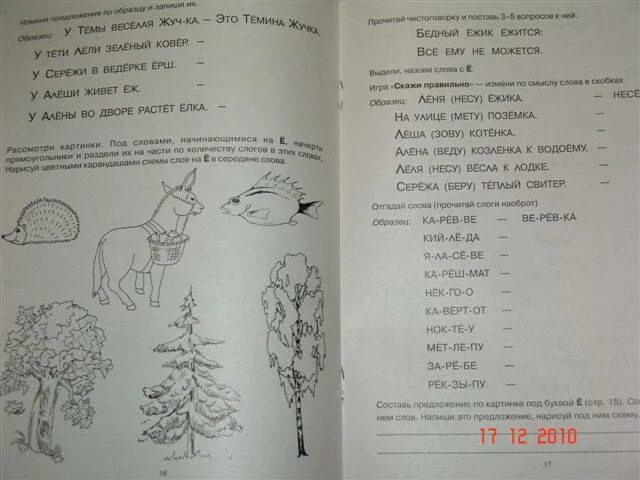 Измени предложения по образцу и запиши их.
Образец: У Темы весёлая Жуч-ка. — Это Тёмина Жучка.
У тёти Лёли зелёный ковёр. —
У Серёжи в ведёрке ёрш. —
У Алёши живет ёж. —
У Алёны во дворе растёт ёлка. —
Рассмотри картинки. Под словами, начинающимися на Ё, начерти
прямоугольники и раздели их на части по количеству слогов в этих словах.
Нарисуй цветными карандашами схемы слов на Ё в середине слова.
16
Прочитай чистоговорку и поставь 3–5 вопросов к ней.
Бедный ёжик ёжится:
Всё ему не можется.
Выдели, назови слова с Ё.
Игра «Скажи правильно» — измени по смыслу слова в скобках
Образец: Лёня (несу) ёжика. — несё
На улице (мету) позёмка. —
Лёша (зову) котёнка. —
Алёна (веду) козлёнка к водоёму. —
Лёля (несу) вёсла к лодке. —
Серёжа (беру) тёплый свитер. —
Отгадай слова (прочитай слоги наоборот)
Образец: КА-РЁВ-ВЕ — ВЕ-РЁВ-КА
КИЙ-ЛЁ-ДА —
Я-ЛА-СЁ-ВЕ —
КА-РЁШ-МАТ —
НЁК-ГО-О —
КА-ВЁРТ-ОТ —
НОК-ТЁ-У —
МЁТ-ЛЕ-ПУ —
ЗА-РЁ-БЕ —
РЁК-ЗЫ-ПУ —
Составь предложение по картинке под буквой Ё (стр. 15). Со
нем слов. Напиши это предложение, нарисуй под ним схему.
17 12 2010
17